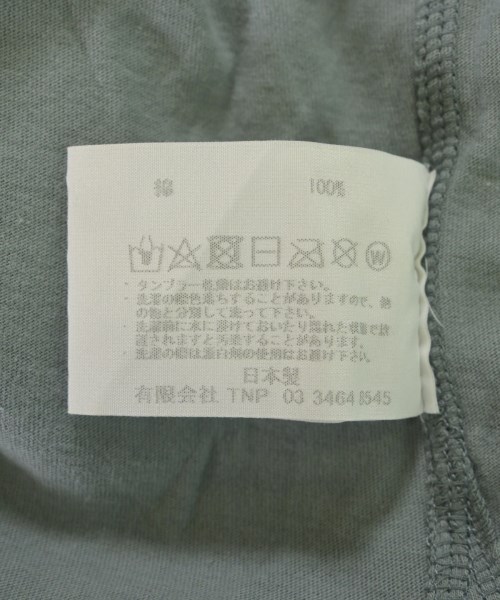 綿 100%
・タンブラー乾燥はお避け下さい。
・洗濯の際色落ちすることがありますので、他
の物と分別して洗って下さい。
・洗濯時に水に漬けておいたり濡れた状態で放
置されますと汚染することがあります。
・洗濯の際は蛍白剤の使用はお避け下さい。
日本製
有限会社 TNP 03 3464 8545